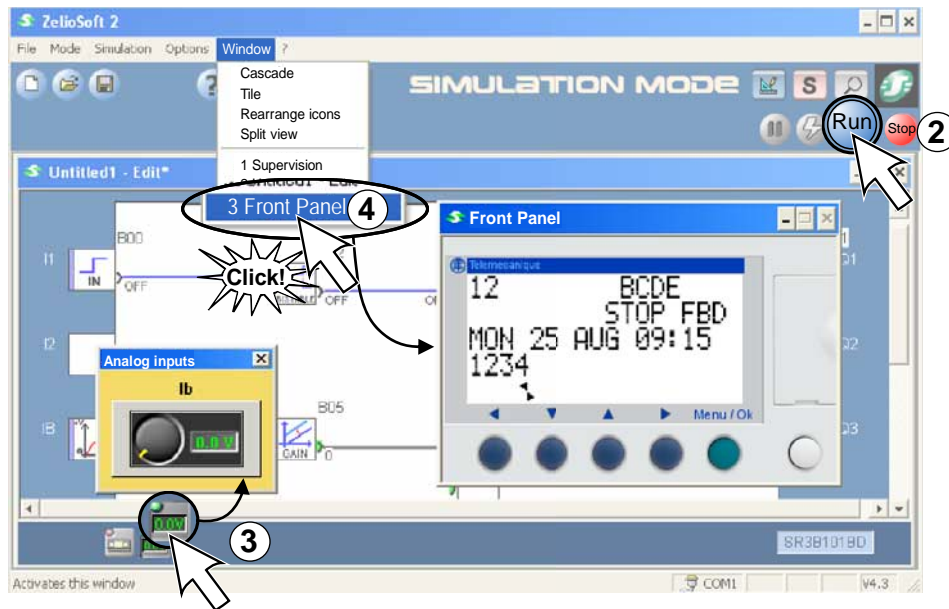 ZelioSoft 2
File Mode Simulation Options Window ?
Cascade
Tile
Rearrange icons
Split view
1 Supervision
3 Front Panel
4
SIMULATION MODE
S
Run
Stop
2
Untitled1 - Edit*
Front Panel
Telemecanique
12 BCDE
STOP FBD
MON 25 AUG 09:15
1234
Menu / Ok
B00
I1
IN
OFF
Click!
OFF
Q1
I2
Q2
Analog inputs
Ib
0.0 V
IB
B05
GAIN
0
Q3
0.0V
3
SR3B101BD
Activates this window
COM1
V4.3